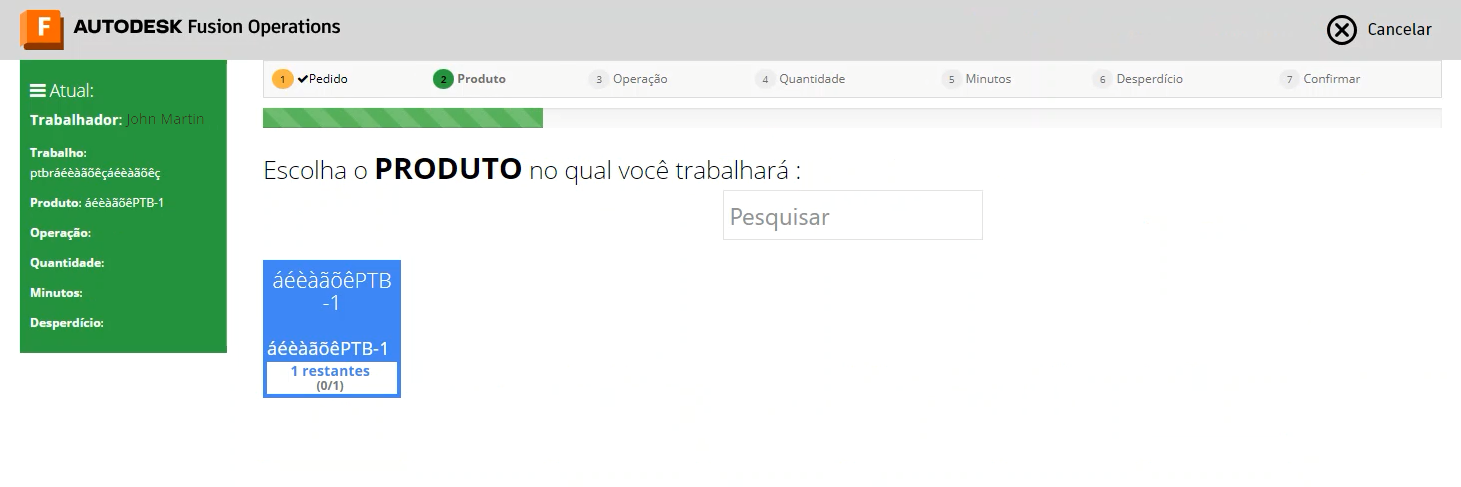 F AUTODESK Fusion Operations
Cancelar
Atual:
Trabalhador: John Martin
Trabalho:
ptbráéèàãõêçáéèàãõêç
Produto: áéèàãõêPTB-1
Operação:
Quantidade:
Minutos:
Desperdício:
1 Pedido 2 Produto 3 Operação 4 Quantidade 5 Minutos 6 Desperdício 7 Confirmar
Escolha o PRODUTO no qual você trabalhará :
Pesquisar
áéèàãõêPTB
-1
áéèàãõêPTB-1
1 restantes
(0/1)